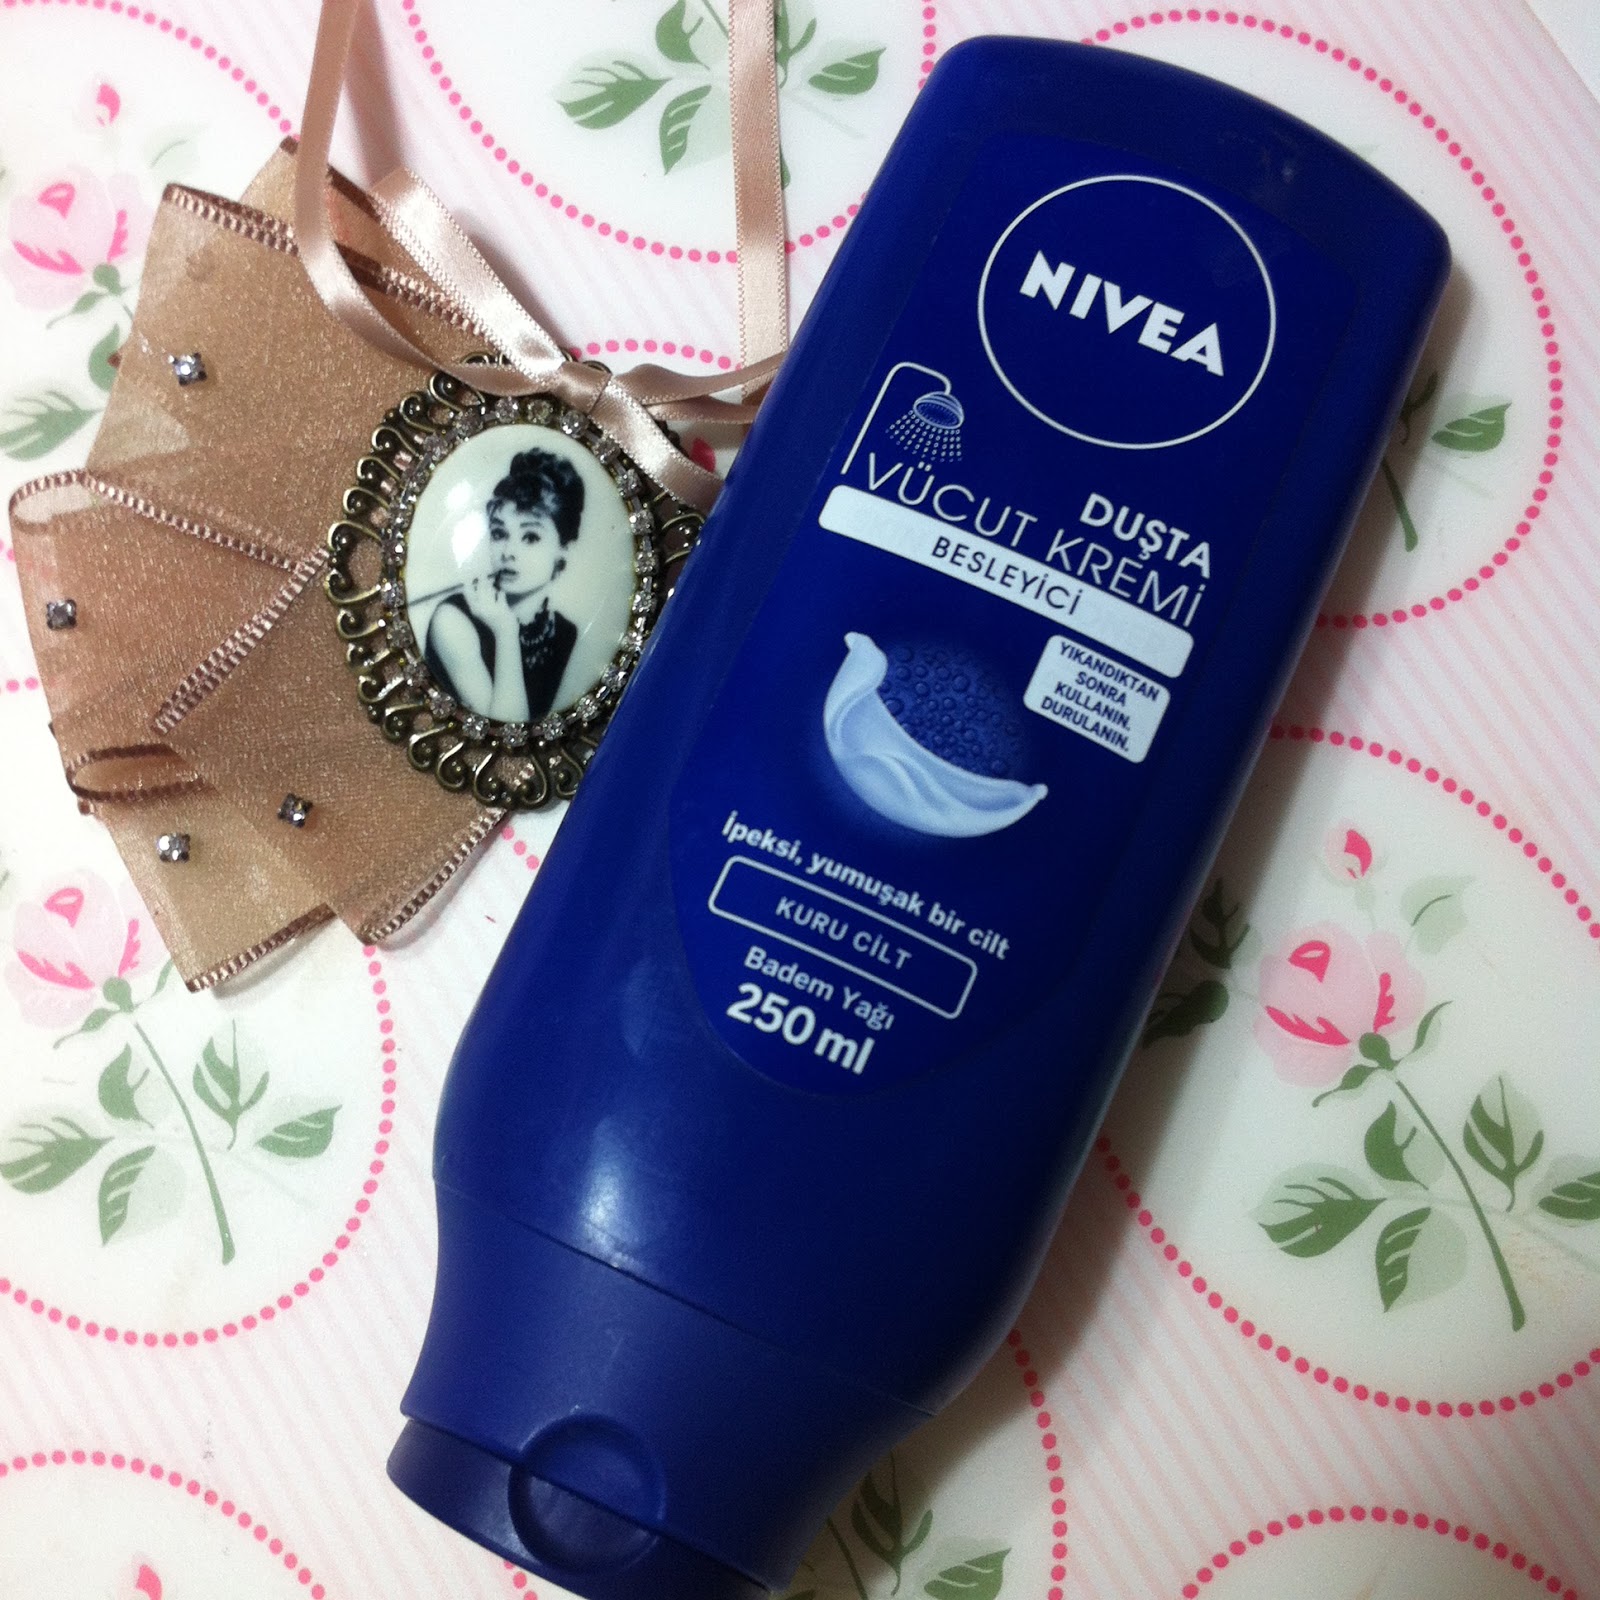 NIVEA
DUŞTA
VÜCUT KREMİ
BESLEYİCİ
YIKANDIKTAN
SONRA
KULLANIN.
DURULANIN.
İpeksi, yumuşak bir cilt
KURU CİLT
Badem Yağı
250 ml